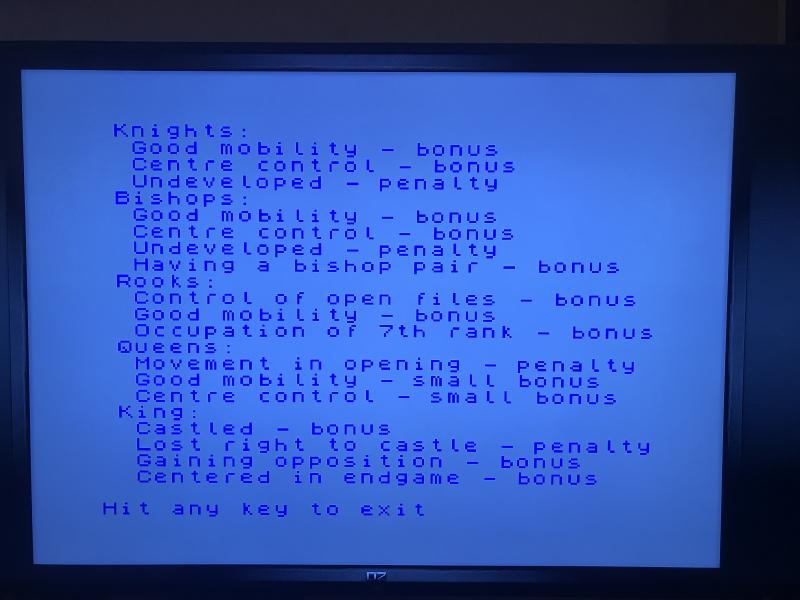 Knights:
Good mobility - bonus
Centre control - bonus
Undeveloped - penalty
Bishops:
Good mobility - bonus
Centre control - bonus
Undeveloped - penalty
Having a bishop pair - bonus
Rooks:
Control of open files - bonus
Good mobility - bonus
Occupation of 7th rank - bonus
Queens:
Movement in opening - penalty
Good mobility - small bonus
Centre control - small bonus
King:
Castled - bonus
Lost right to castle - penalty
Gaining opposition - bonus
Centered in endgame - bonus
Hit any key to exit